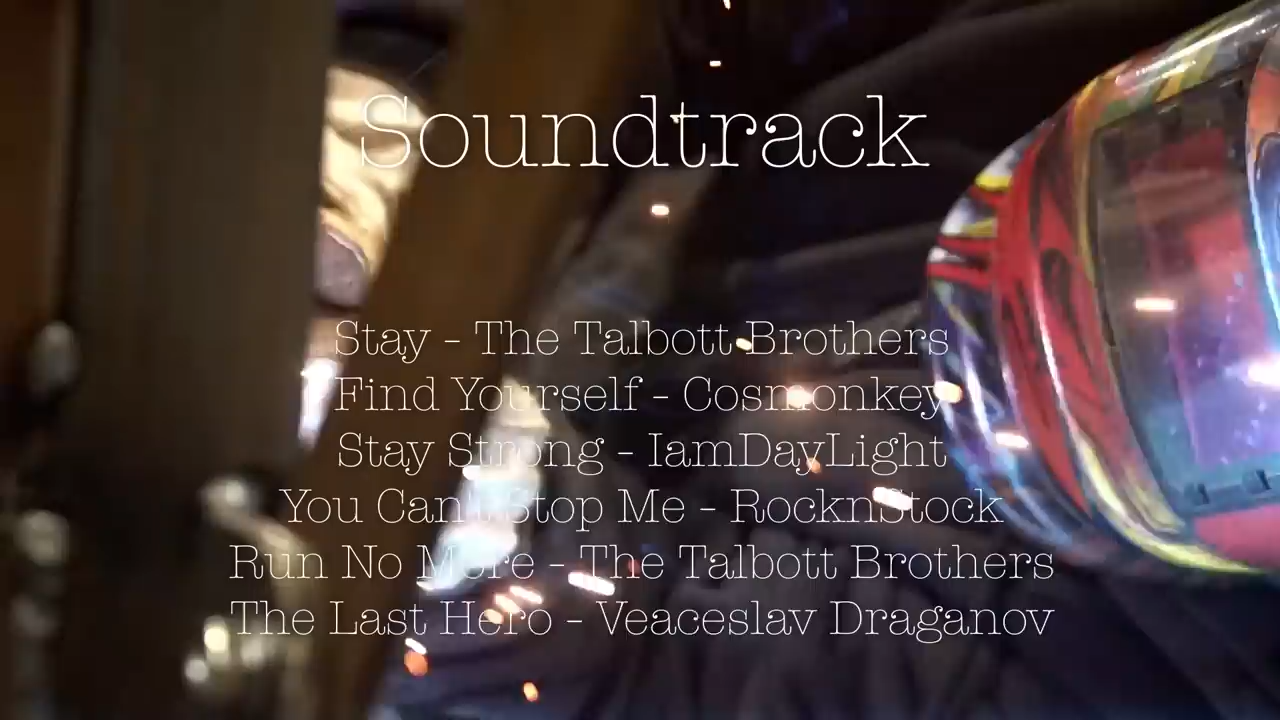 Soundtrack
Stay - The Talbott Brothers
Find Yourself - Cosmonkey
Stay Strong - IamDayLight
You Can't Stop Me - RocknStock
Run No More - The Talbott Brothers
The Last Hero - Veaceslav Draganov